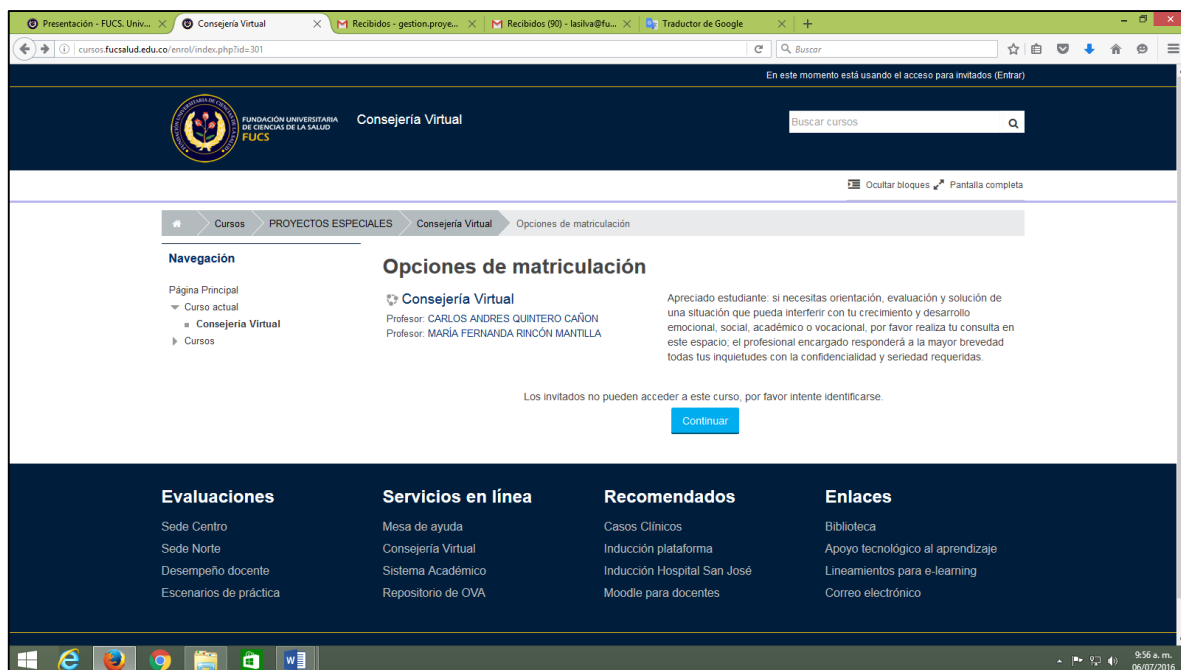 Presentación - FUCS. Univ...
Consejería Virtual
Recibidos - gestion.proye...
Recibidos (90) - lasilva@fu...
Traductor de Google
cursos.fucsalud.edu.co/enrol/index.php?id=301
Buscar
En este momento está usando el acceso para invitados (Entrar)
FUNDACIÓN UNIVERSITARIA
DE CIENCIAS DE LA SALUD
FUCS
Consejería Virtual
Buscar cursos
Ocultar bloques
Pantalla completa
Cursos
PROYECTOS ESPECIALES
Consejería Virtual
Opciones de matriculación
Navegación
Página Principal
Curso actual
Consejería Virtual
Cursos
Opciones de matriculación
Consejería Virtual
Profesor: CARLOS ANDRES QUINTERO CAÑON
Profesor: MARÍA FERNANDA RINCÓN MANTILLA
Apreciado estudiante: si necesitas orientación, evaluación y solución de
una situación que pueda interferir con tu crecimiento y desarrollo
emocional, social, académico o vocacional, por favor realiza tu consulta en
este espacio; el profesional encargado responderá a la mayor brevedad
todas tus inquietudes con la confidencialidad y seriedad requeridas.
Los invitados no pueden acceder a este curso, por favor intente identificarse.
Continuar
Evaluaciones
Sede Centro
Sede Norte
Desempeño docente
Escenarios de práctica
Servicios en línea
Mesa de ayuda
Consejería Virtual
Sistema Académico
Repositorio de OVA
Recomendados
Casos Clínicos
Inducción plataforma
Inducción Hospital San José
Moodle para docentes
Enlaces
Biblioteca
Apoyo tecnológico al aprendizaje
Lineamientos para e-learning
Correo electrónico
9:56 a. m.
06/07/2016